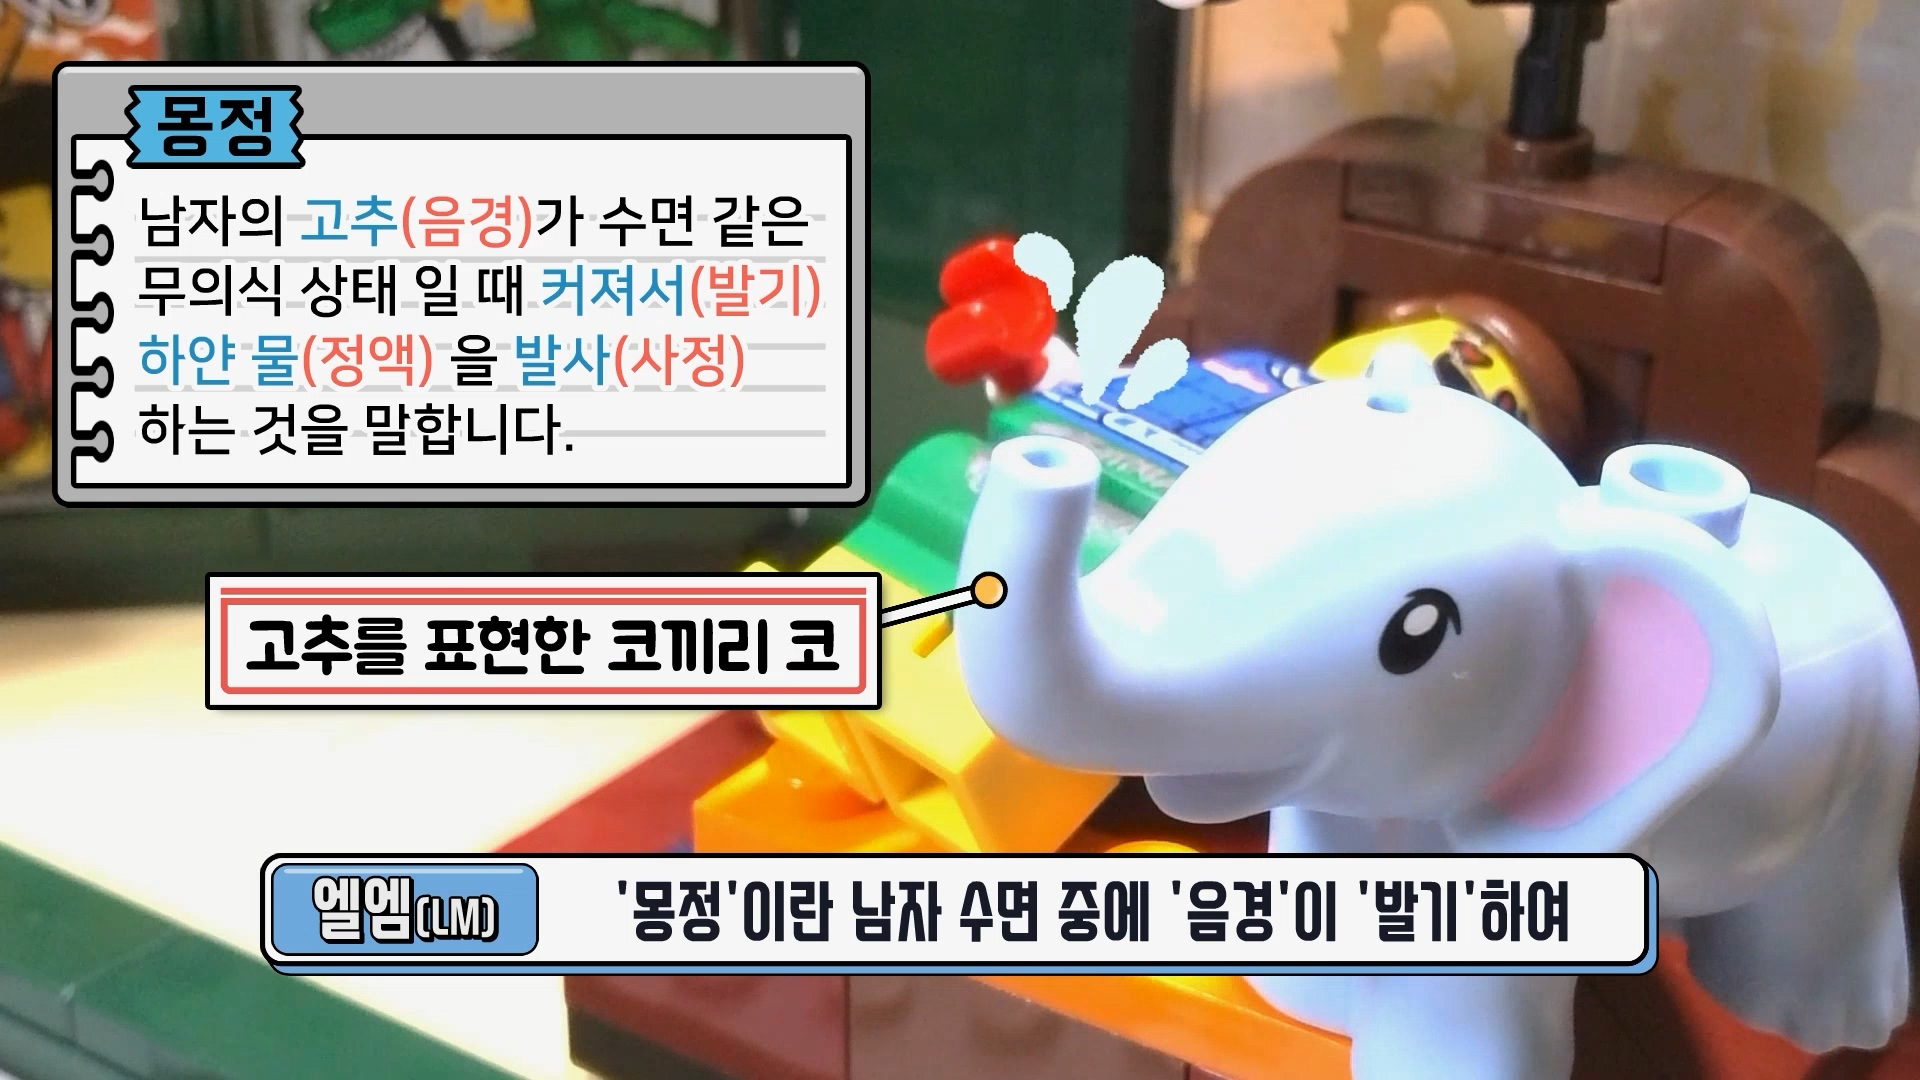 몽정
남자의 고추(음경)가 수면 같은
무의식 상태 일 때 커져서(발기)
하얀 물(정액) 을 발사(사정)
하는 것을 말합니다.
고추를 표현한 코끼리 코
엘엠(LM) '몽정'이란 남자 수면 중에 '음경'이 '발기'하여